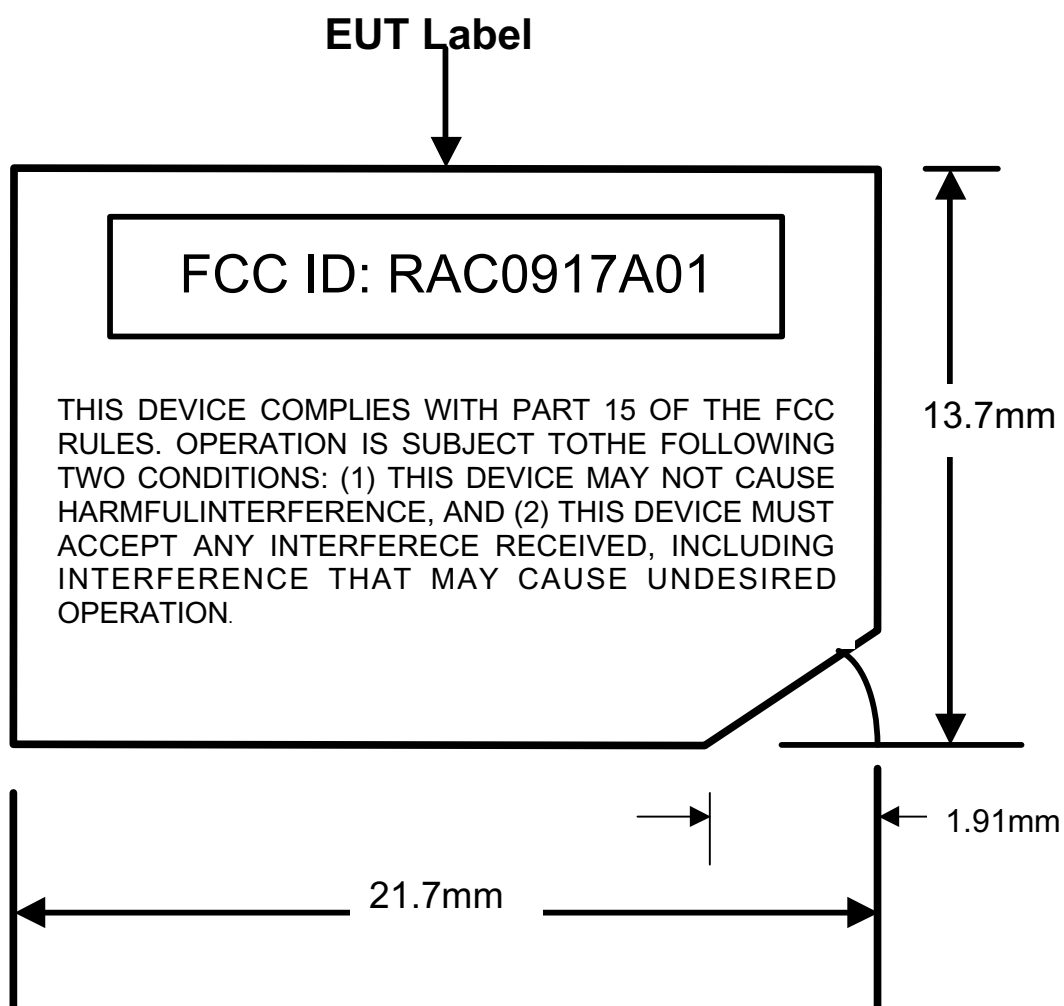 EUT Label
FCC ID: RAC0917A01
THIS DEVICE COMPLIES WITH PART 15 OF THE FCC
RULES. OPERATION IS SUBJECT TOTHE FOLLOWING
TWO CONDITIONS: (1) THIS DEVICE MAY NOT CAUSE
HARMFULINTERFERENCE, AND (2) THIS DEVICE MUST
ACCEPT ANY INTERFERECE RECEIVED, INCLUDING
INTERFERENCE THAT MAY CAUSE UNDESIRED
OPERATION.
13.7mm
1.91mm
21.7mm